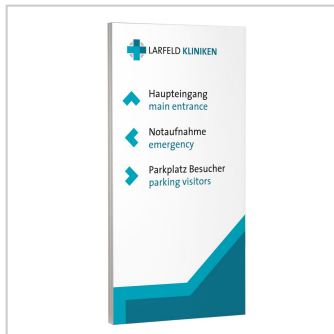 LARFELD KLINIKEN
Haupteingang
main entrance
Notaufnahme
emergency
Parkplatz Besucher
parking visitors